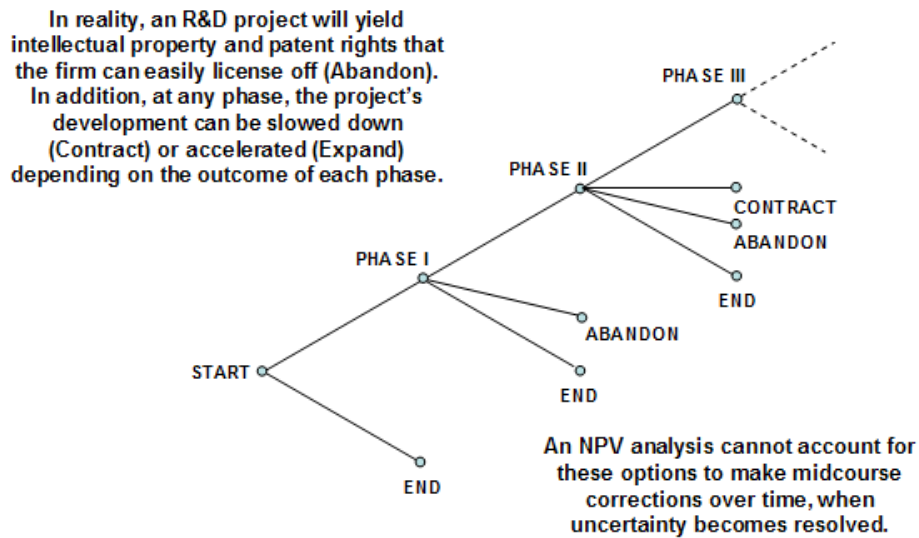 In reality, an R&D project will yield
intellectual property and patent rights that
the firm can easily license off (Abandon).
In addition, at any phase, the project's
development can be slowed down
(Contract) or accelerated (Expand)
depending on the outcome of each phase.
PHASE III
PHASE II
CONTRACT
ABANDON
PHASE I
END
ABANDON
START
END
An NPV analysis cannot account for
these options to make midcourse
corrections over time, when
uncertainty becomes resolved.
END